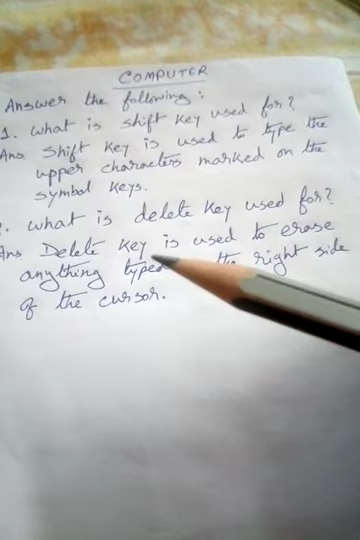 COMPUTER
Answer the following:
1. What is shift key used for?
Ans Shift key is used to type the
upper characters marked on the
symbol keys.
. What is delete key used for?
Ans Delete key is used to erase
anything typed the right side
of the cursor.